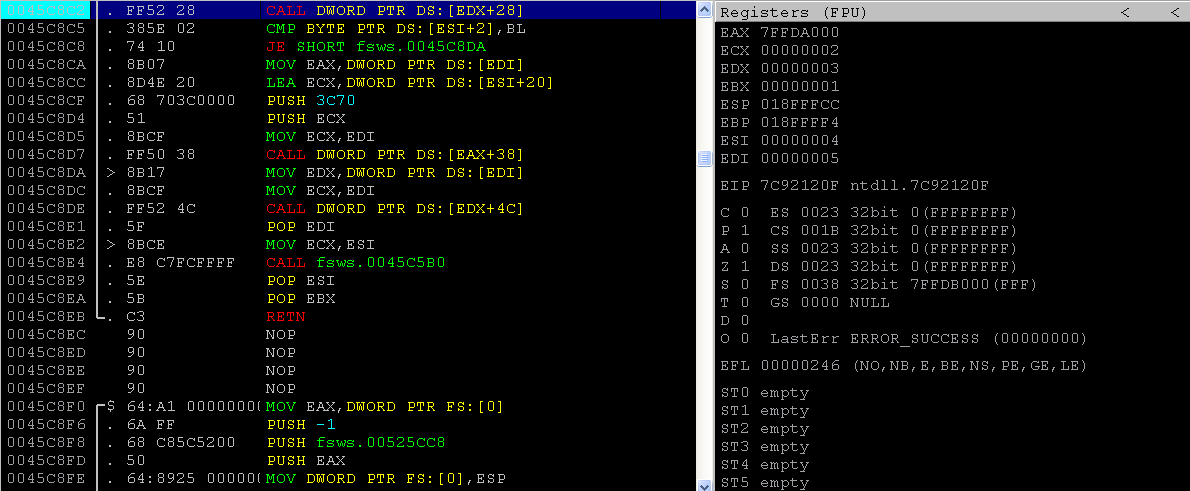 0045C8C2 . FF52 28 CALL DWORD PTR DS:[EDX+28]
0045C8C5 . 385E 02 CMP BYTE PTR DS:[ESI+2],BL
0045C8C8 . 74 10 JE SHORT fsws.0045C8DA
0045C8CA . 8B07 MOV EAX,DWORD PTR DS:[EDI]
0045C8CC . 8D4E 20 LEA ECX,DWORD PTR DS:[ESI+20]
0045C8CF . 68 703C0000 PUSH 3C70
0045C8D4 . 51 PUSH ECX
0045C8D5 . 8BCF MOV ECX,EDI
0045C8D7 . FF50 38 CALL DWORD PTR DS:[EAX+38]
0045C8DA > 8B17 MOV EDX,DWORD PTR DS:[EDI]
0045C8DC . 8BCF MOV ECX,EDI
0045C8DE . FF52 4C CALL DWORD PTR DS:[EDX+4C]
0045C8E1 . 5F POP EDI
0045C8E2 > 8BCE MOV ECX,ESI
0045C8E4 . E8 C7FCFFFF CALL fsws.0045C5B0
0045C8E9 . 5E POP ESI
0045C8EA . 5B POP EBX
0045C8EB . C3 RETN
0045C8EC 90 NOP
0045C8ED 90 NOP
0045C8EE 90 NOP
0045C8EF 90 NOP
0045C8F0 $ 64:A1 00000000( MOV EAX,DWORD PTR FS:[0]
0045C8F6 . 6A FF PUSH -1
0045C8F8 . 68 C85C5200 PUSH fsws.00525CC8
0045C8FD . 50 PUSH EAX
0045C8FE . 64:8925 000000( MOV DWORD PTR FS:[0],ESP
Registers (FPU) < <
EAX 7FFDA000
ECX 00000002
EDX 00000003
EBX 00000001
ESP 018FFFCC
EBP 018FFFF4
ESI 00000004
EDI 00000005
EIP 7C92120F ntdll.7C92120F
C 0 ES 0023 32bit 0(FFFFFFFF)
P 1 CS 001B 32bit 0(FFFFFFFF)
A 0 SS 0023 32bit 0(FFFFFFFF)
Z 1 DS 0023 32bit 0(FFFFFFFF)
S 0 FS 0038 32bit 7FFDB000(FFF)
T 0 GS 0000 NULL
D 0
O 0 LastErr ERROR_SUCCESS (00000000)
EFL 00000246 (NO,NB,E,BE,NS,PE,GE,LE)
ST0 empty
ST1 empty
ST2 empty
ST3 empty
ST4 empty
ST5 empty